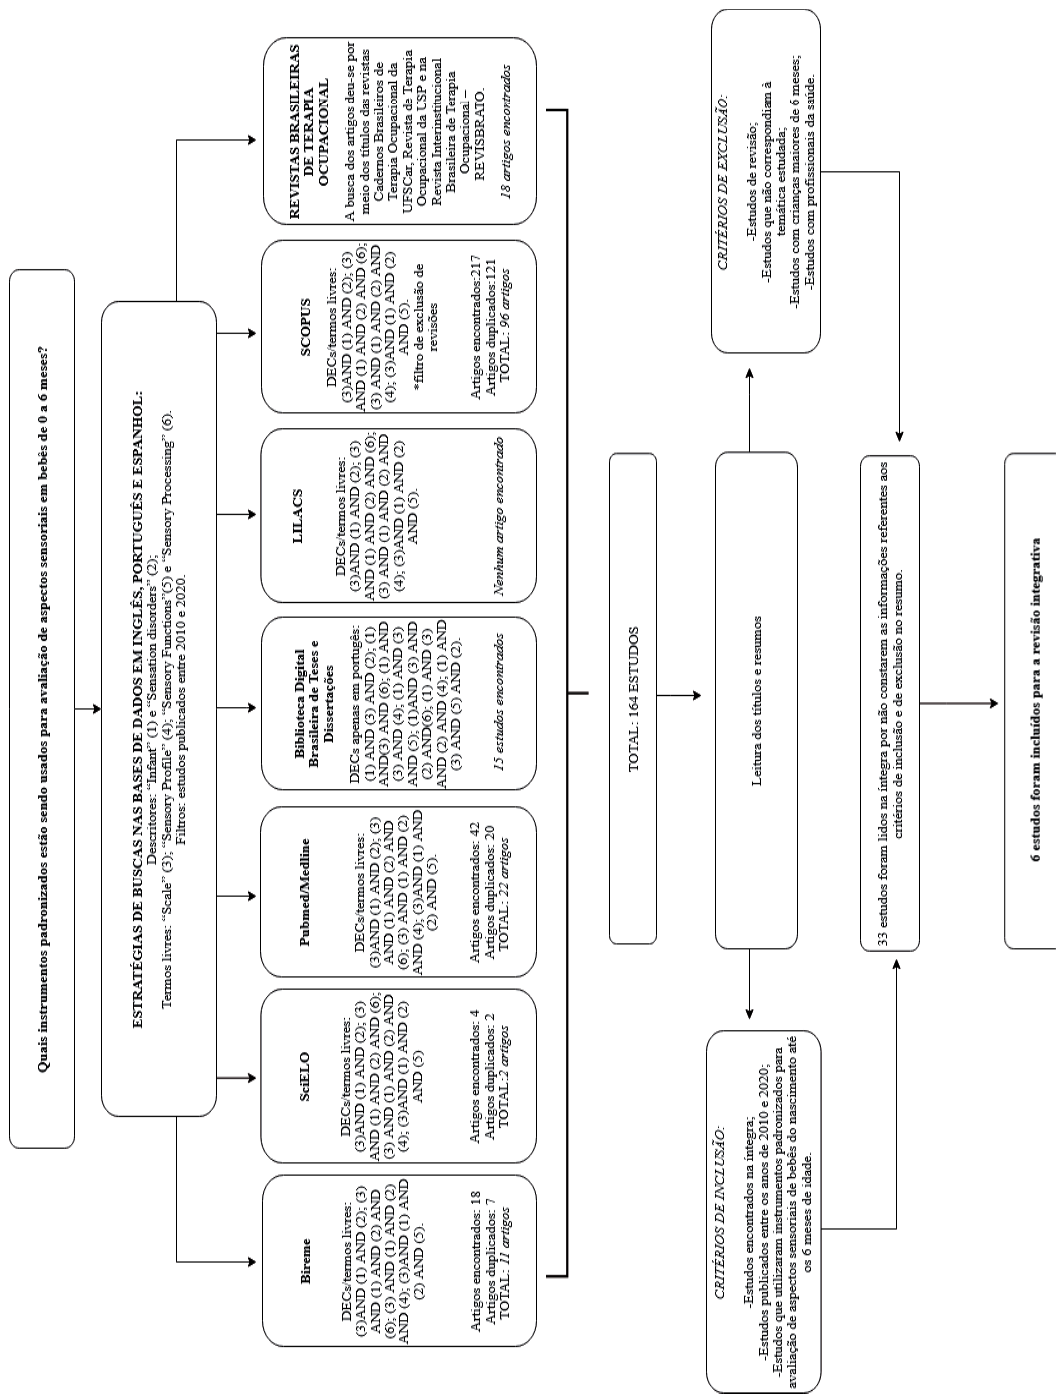 Quais instrumentos padronizados estão sendo usados para avaliação de aspectos sensoriais em bebês de 0 a 6 meses?
ESTRATÉGIAS DE BUSCAS NAS BASES DE DADOS EM INGLÊS, PORTUGUÊS E ESPANHOL:
Descritores: “Infant” (1) e “Sensation disorders” (2);
Termos livres: “Scale” (3); “Sensory Profile” (4); “Sensory Functions”(5) e “Sensory Processing” (6).
Filtros: estudos publicados entre 2010 e 2020.
Bireme
DECs/termos livres:
(3)AND (1) AND (2); (3)
AND (1) AND (2) AND
(6); (3) AND (1) AND (2)
AND (4); (3)AND (1) AND
(2) AND (5).
Artigos encontrados: 18
Artigos duplicados: 7
TOTAL: 11 artigos
SciELO
DECs/termos livres:
(3)AND (1) AND (2); (3)
AND (1) AND (2) AND (6);
(3) AND (1) AND (2) AND
(4); (3)AND (1) AND (2)
AND (5)
Artigos encontrados: 4
Artigos duplicados: 2
TOTAL:2 artigos
Pubmed/Medline
DECs/termos livres:
(3)AND (1) AND (2); (3)
AND (1) AND (2) AND
(6); (3) AND (1) AND (2)
AND (4); (3)AND (1) AND
(2) AND (5).
Artigos encontrados: 42
Artigos duplicados: 20
TOTAL: 22 artigos
Biblioteca Digital
Brasileira de Teses e
Dissertações
DECs apenas em portugês:
(1) AND (3) AND (2); (1)
AND(3) AND (6); (1) AND
(3) AND (4); (1) AND (3)
AND (5); (1)AND (3) AND
(2) AND(6); (1) AND (3)
AND (2) AND (4); (1) AND
(3) AND (5) AND (2).
15 estudos encontrados
LILACS
DECs/termos livres:
(3)AND (1) AND (2); (3)
AND (1) AND (2) AND (6);
(3) AND (1) AND (2) AND
(4); (3)AND (1) AND (2)
AND (5).
Nenhum artigo encontrado
SCOPUS
DECs/termos livres:
(3)AND (1) AND (2); (3)
AND (1) AND (2) AND (6);
(3) AND (1) AND (2) AND
(4); (3)AND (1) AND (2)
AND (5).
*filtro de exclusão de
revisões
Artigos encontrados:217
Artigos duplicados:121
TOTAL: 96 artigos
REVISTAS BRASILEIRAS
DE TERAPIA
OCUPACIONAL
A busca dos artigos deu-se por
meio dos títulos das revistas
Cadernos Brasileiros de
Terapia Ocupacional da
UFSCar, Revista de Terapia
Ocupacional da USP e na
Revista Interinstitucional
Brasileira de Terapia
Ocupacional –
REVISBRATO.
18 artigos encontrados
TOTAL: 164 ESTUDOS
Leitura dos títulos e resumos
CRITÉRIOS DE INCLUSÃO:
-Estudos encontrados na íntegra;
-Estudos publicados entre os anos de 2010 e 2020;
-Estudos que utilizaram instrumentos padronizados para
avaliação de aspectos sensoriais de bebês do nascimento até
os 6 meses de idade.
CRITÉRIOS DE EXCLUSÃO:
-Estudos de revisão;
-Estudos que não correspondiam à
temática estudada;
-Estudos com crianças maiores de 6 meses;
-Estudos com profissionais da saúde.
33 estudos foram lidos na íntegra por não constarem as informações referentes aos
critérios de inclusão e de exclusão no resumo.
6 estudos foram incluídos para a revisão integrativa